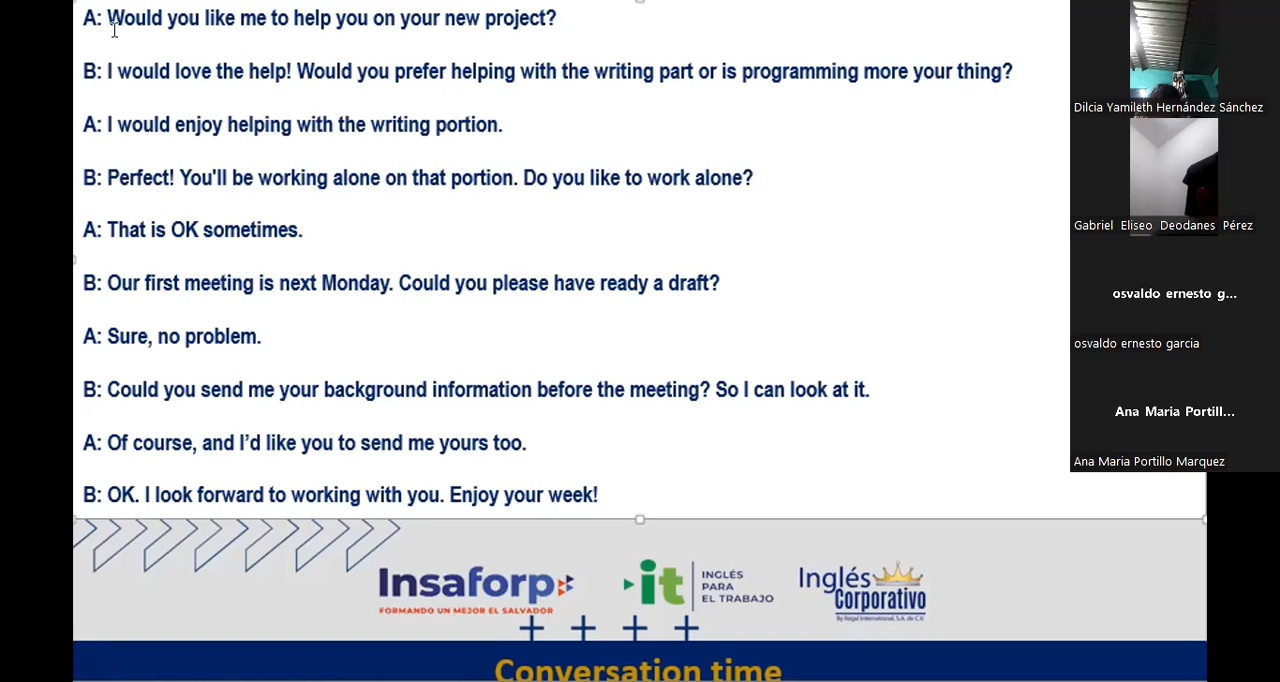 A: Would you like me to help you on your new project?
B: I would love the help! Would you prefer helping with the writing part or is programming more your thing?
A: I would enjoy helping with the writing portion.
B: Perfect! You'll be working alone on that portion. Do you like to work alone?
A: That is OK sometimes.
B: Our first meeting is next Monday. Could you please have ready a draft?
A: Sure, no problem.
B: Could you send me your background information before the meeting? So I can look at it.
A: Of course, and I’d like you to send me yours too.
B: OK. I look forward to working with you. Enjoy your week!
Insaforp
FORMANDO UN MEJOR EL SALVADOR
it
INGLÉS
PARA
EL TRABAJO
Inglés
Corporativo
By Regal International, S.A. de C.V.
Conversation time
Dilcia Yamileth Hernández Sánchez
Gabriel Eliseo Deodanes Pérez
osvaldo ernesto g...
osvaldo ernesto garcia
Ana Maria Portill...
Ana Maria Portillo Marquez